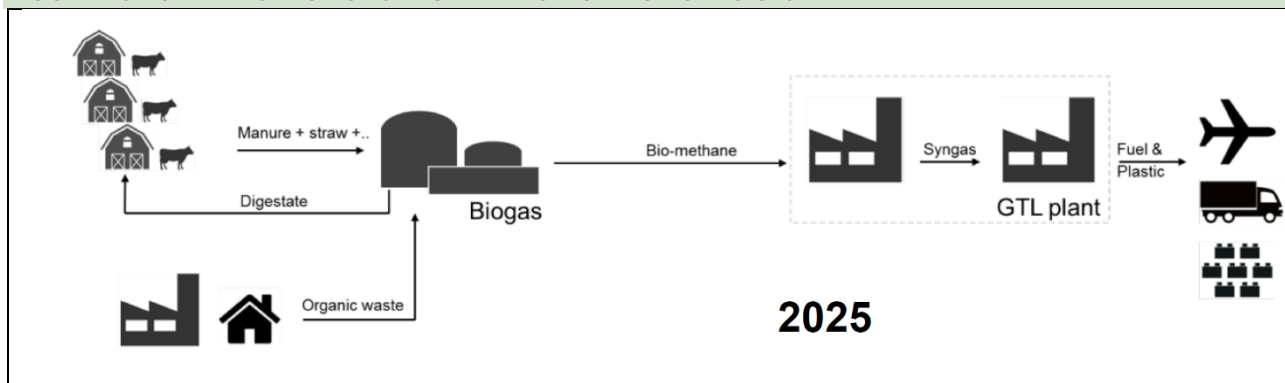 Manure + straw +..
Bio-methane
Syngas
Fuel &
Plastic
Digestate
Biogas
GTL plant
Organic waste
2025